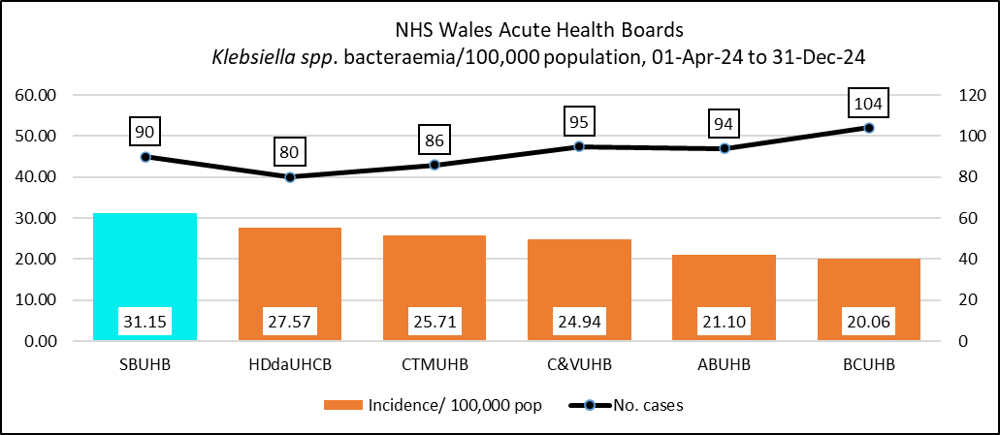 NHS Wales Acute Health Boards
Klebsiella spp. bacteraemia/100,000 population, 01-Apr-24 to 31-Dec-24
60.00
50.00
40.00
30.00
20.00
10.00
0.00
90
80
86
95
94
104
31.15
27.57
25.71
24.94
21.10
20.06
120
100
80
60
40
20
0
SBUHB
HDdaUHCB
CTMUHB
C&VUHB
ABUHB
BCUHB
Incidence/ 100,000 pop
No. cases